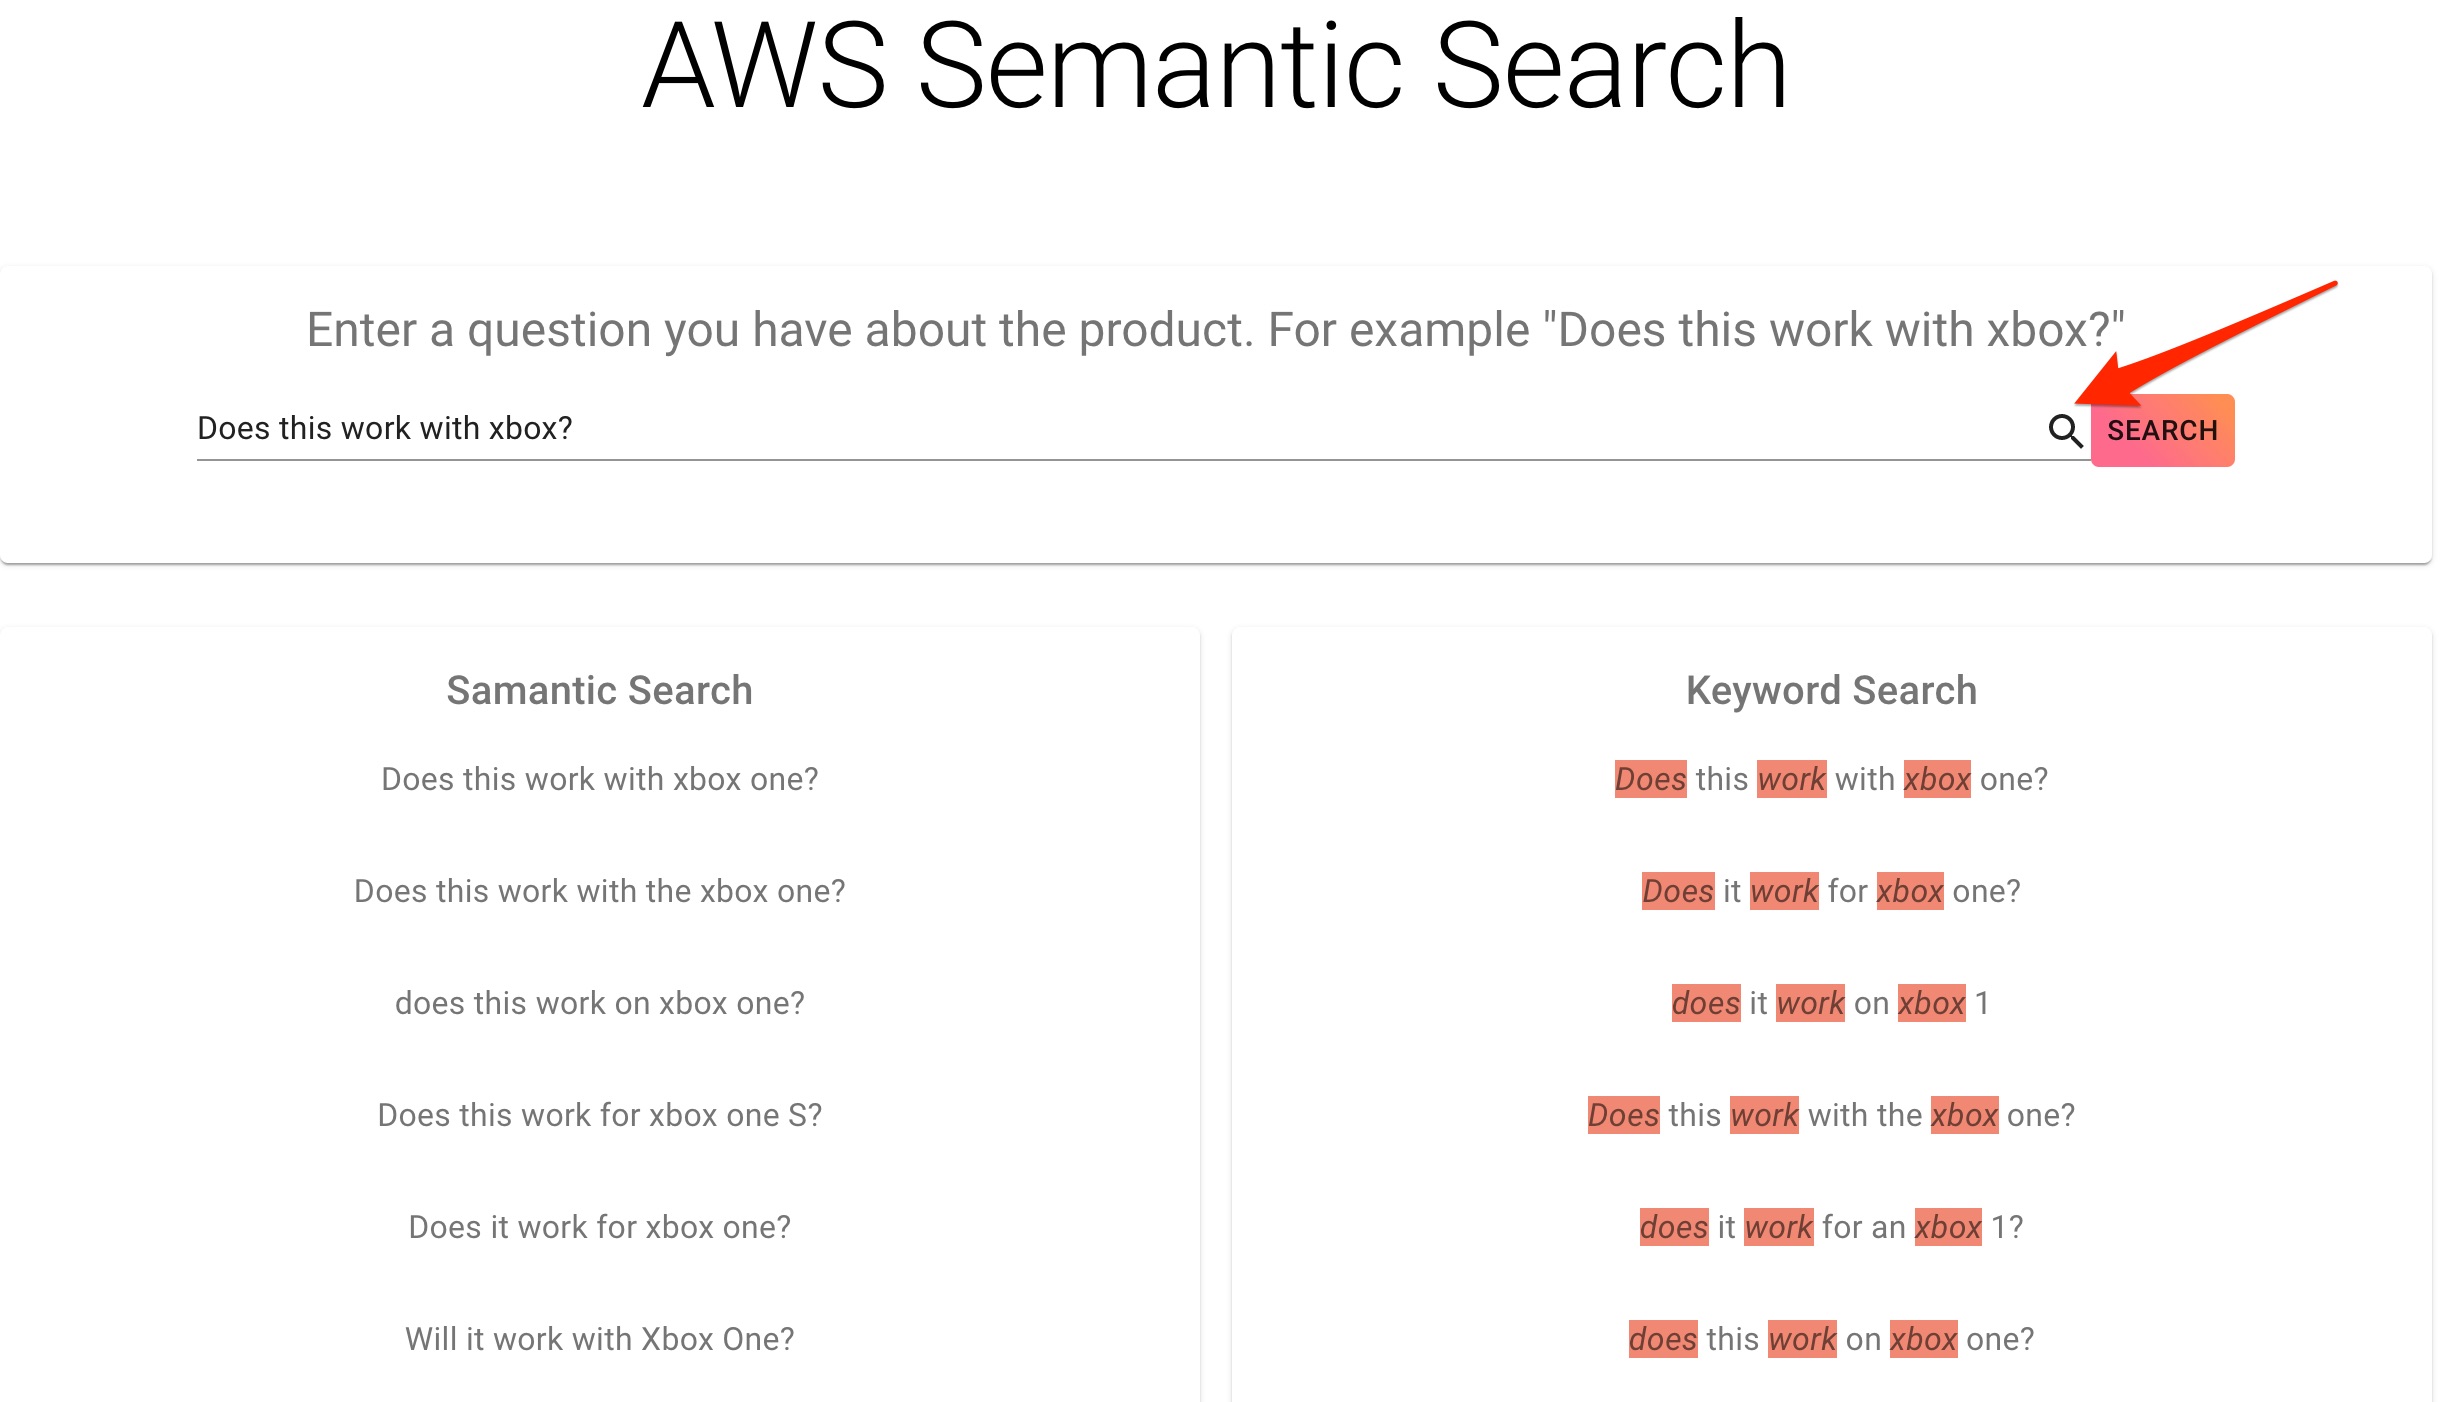 AWS Semantic Search
Enter a question you have about the product. For example "Does this work with xbox?"
Does this work with xbox?
SEARCH
Samantic Search
Does this work with xbox one?
Does this work with the xbox one?
does this work on xbox one?
Does this work for xbox one S?
Does it work for xbox one?
Will it work with Xbox One?
Keyword Search
Does this work with xbox one?
Does it work for xbox one?
does it work on xbox 1
Does this work with the xbox one?
does it work for an xbox 1?
does this work on xbox one?